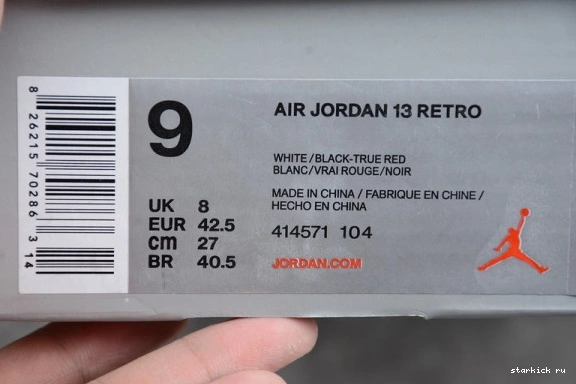 8 26215 70286 3 14
9
AIR JORDAN 13 RETRO
WHITE/BLACK-TRUE RED
BLANC/VRAI ROUGE/NOIR
MADE IN CHINA / FABRIQUE EN CHINE /
HECHO EN CHINA
414571 104
JORDAN.COM
UK 8
EUR 42.5
cm 27
BR 40.5
starkick ru